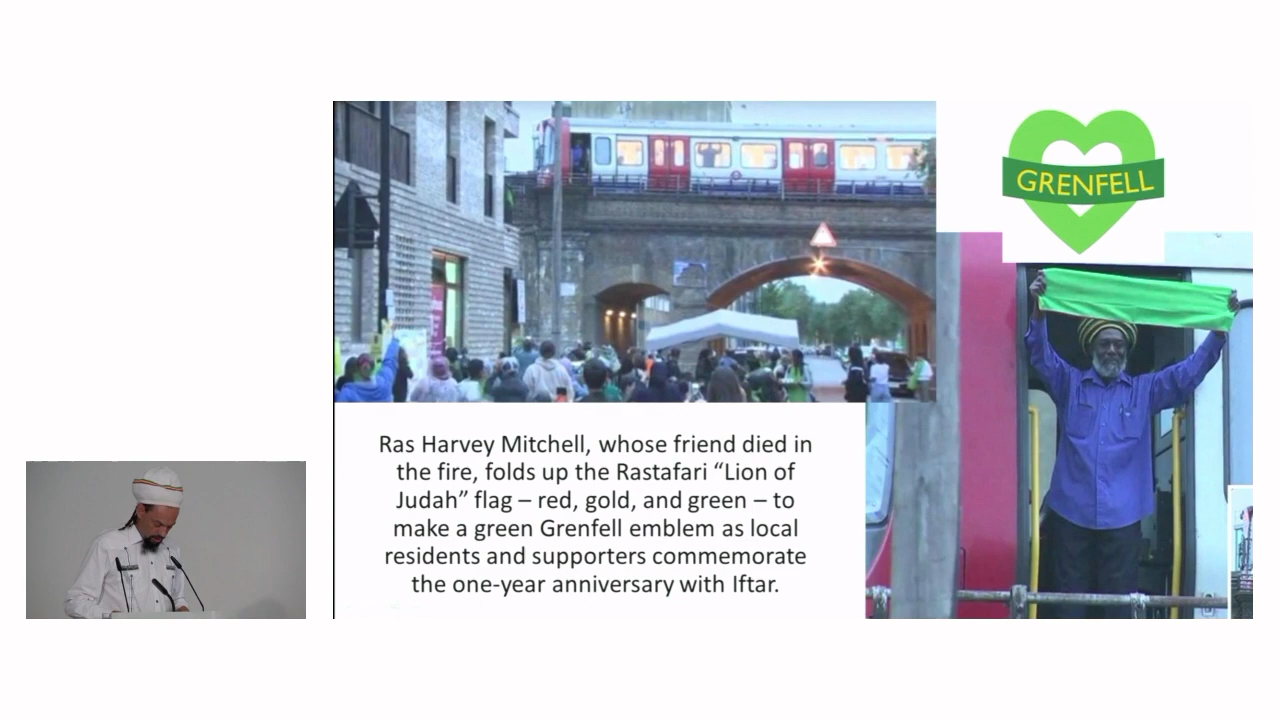 GRENFELL
Ras Harvey Mitchell, whose friend died in
the fire, folds up the Rastafari “Lion of
Judah” flag – red, gold, and green – to
make a green Grenfell emblem as local
residents and supporters commemorate
the one-year anniversary with Iftar.